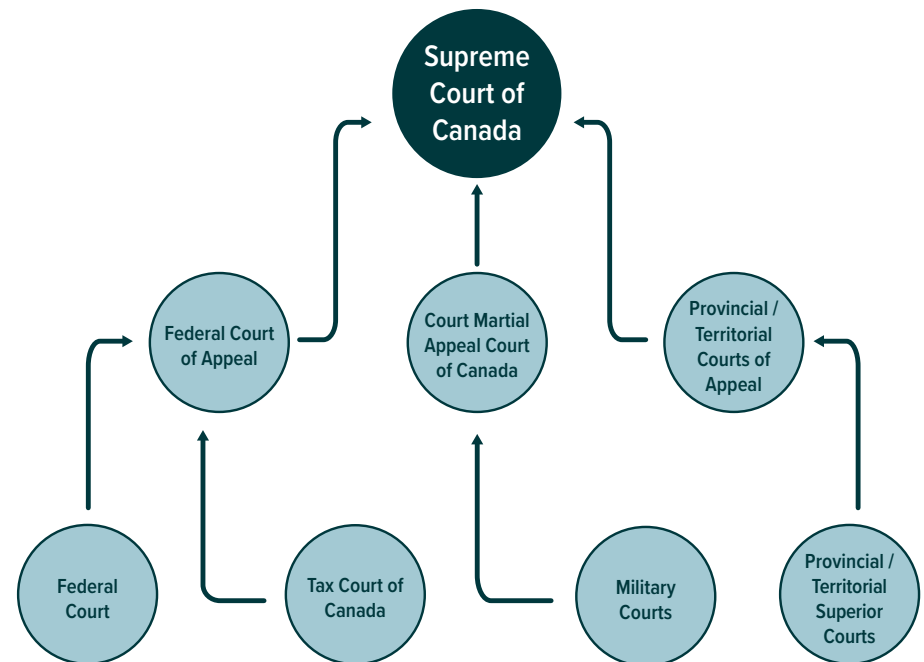 Supreme
Court of
Canada
Federal Court
of Appeal
Court Martial
Appeal Court
of Canada
Provincial /
Territorial
Courts of
Appeal
Federal
Court
Tax Court of
Canada
Military
Courts
Provincial /
Territorial
Superior
Courts